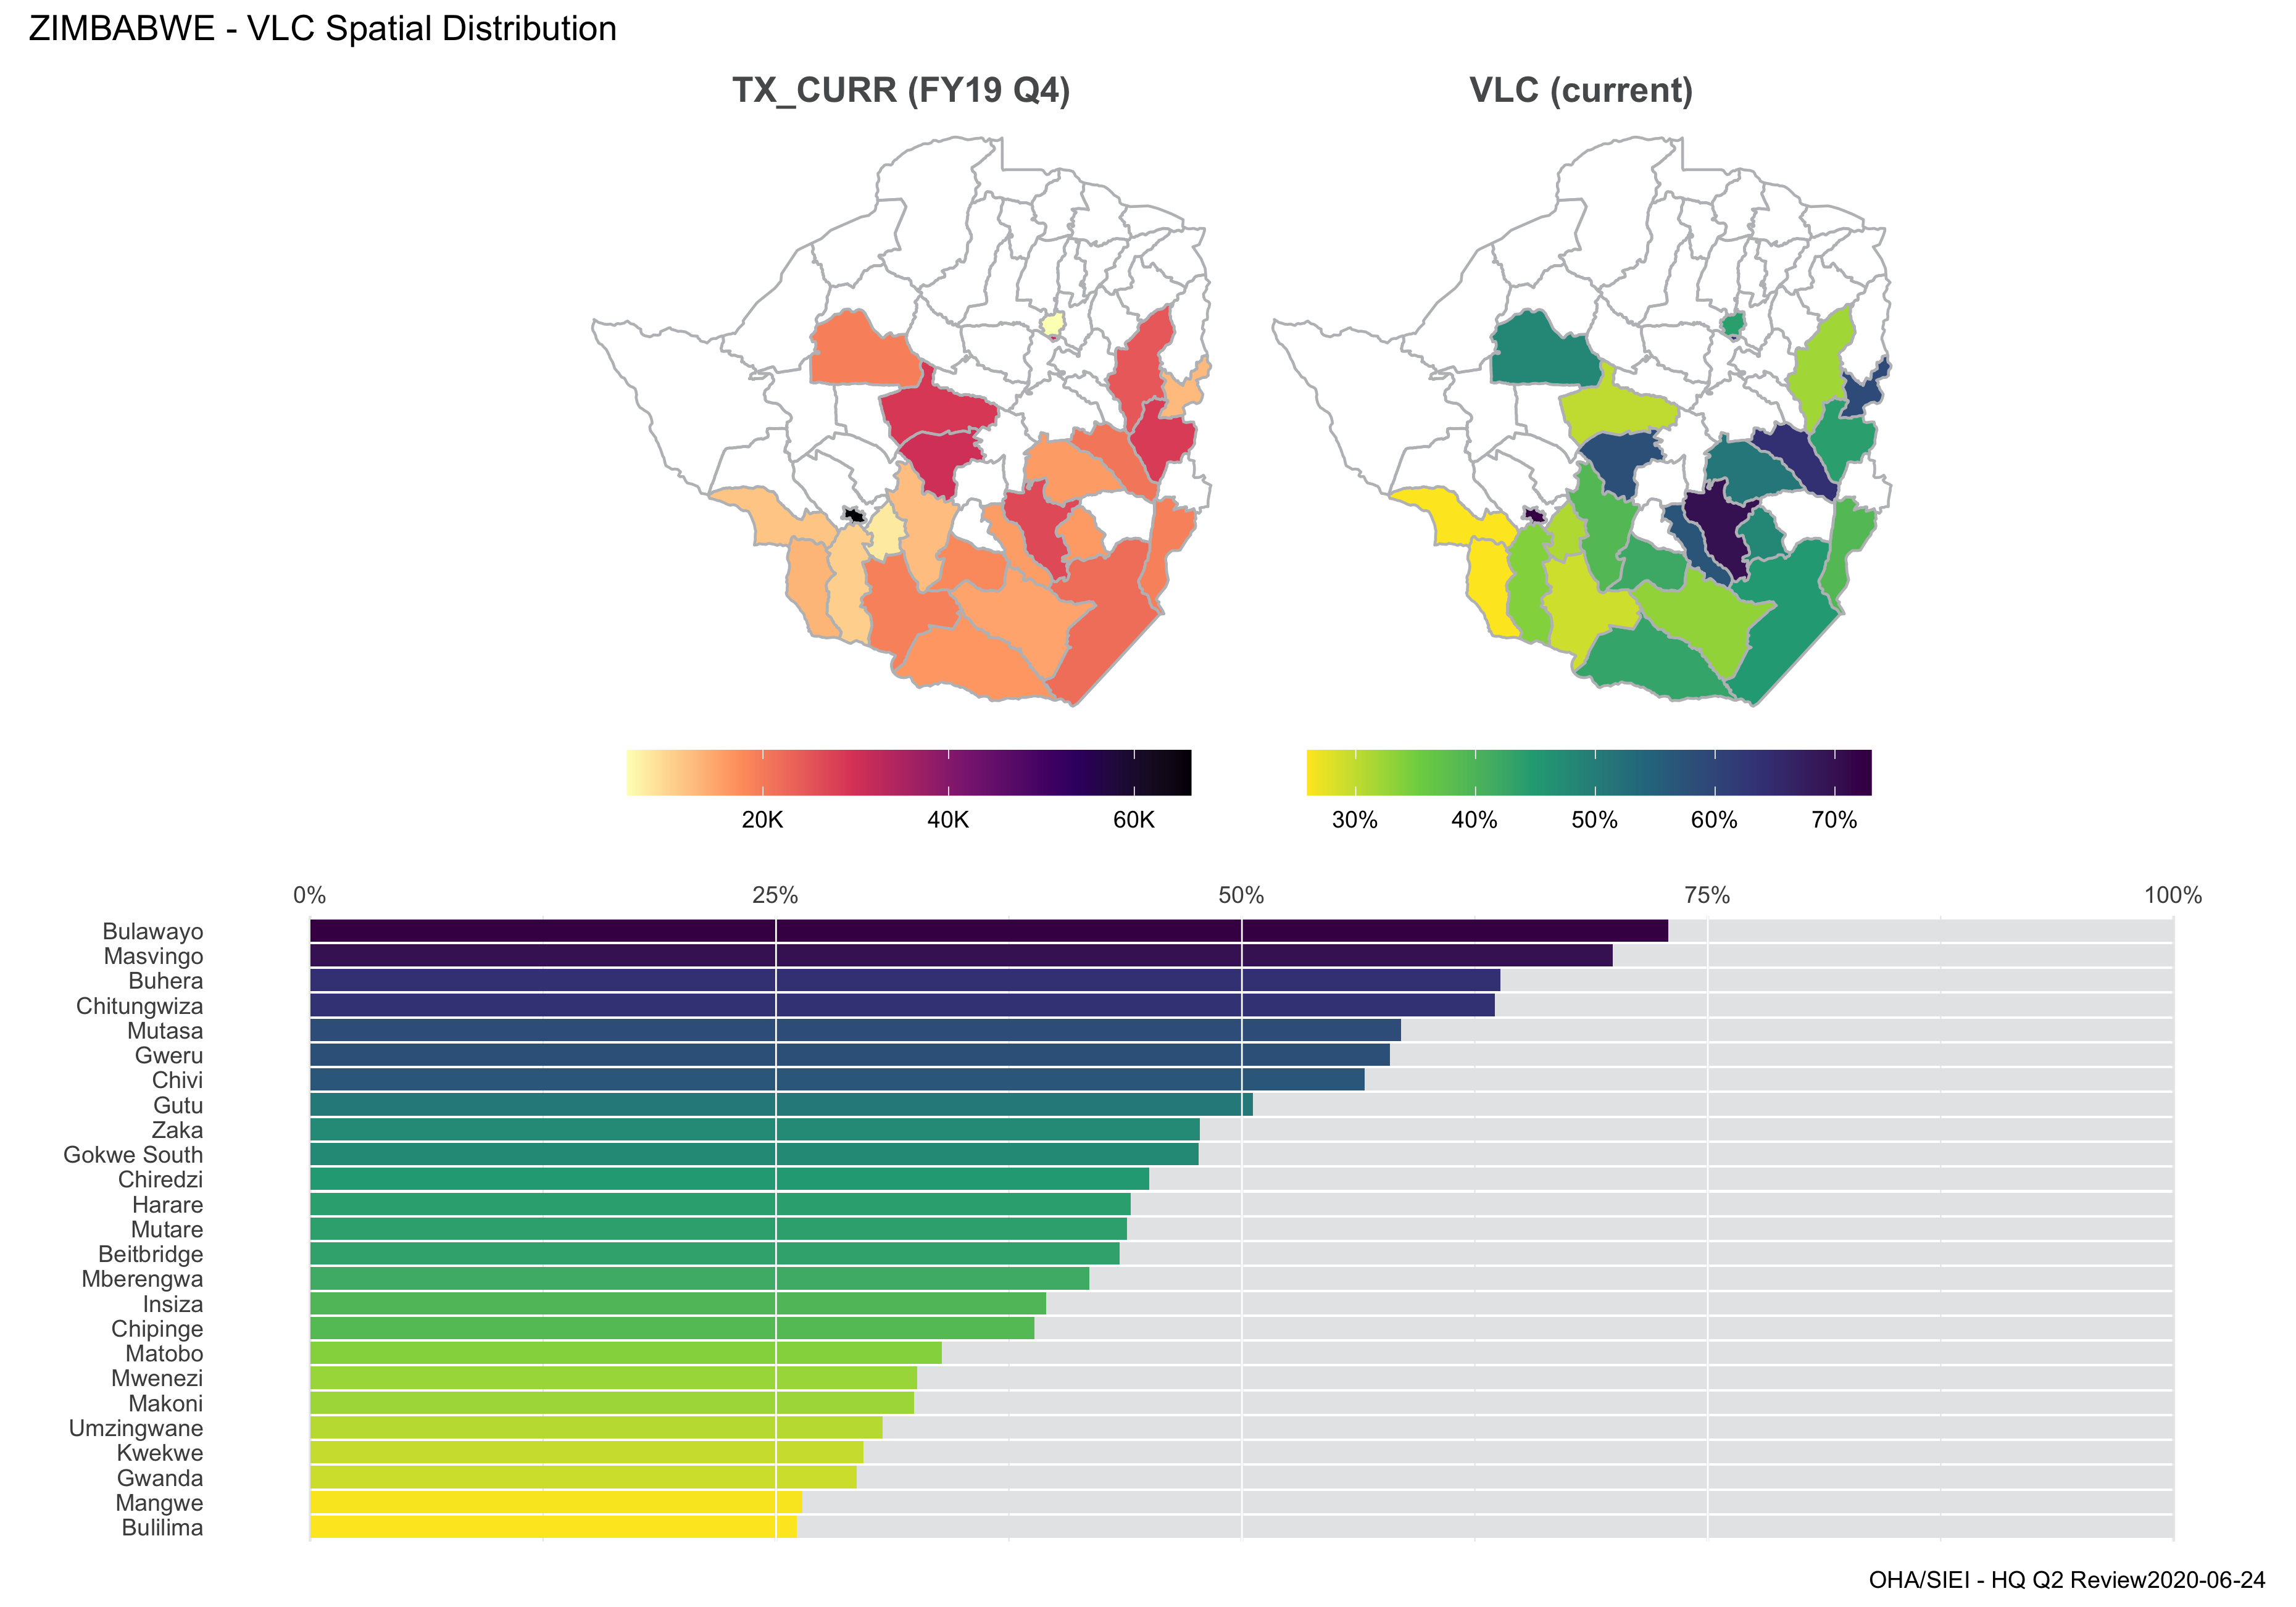 ZIMBABWE - VLC Spatial Distribution
TX_CURR (FY19 Q4)
VLC (current)
20K 40K 60K
30% 40% 50% 60% 70%
0% 25% 50% 75% 100%
Bulawayo
Masvingo
Buhera
Chitungwiza
Mutasa
Gweru
Chivi
Gutu
Zaka
Gokwe South
Chiredzi
Harare
Mutare
Beitbridge
Mberengwa
Insiza
Chipinge
Matobo
Mwenezi
Makoni
Umzingwane
Kwekwe
Gwanda
Mangwe
Bulilima
OHA/SIEI - HQ Q2 Review2020-06-24